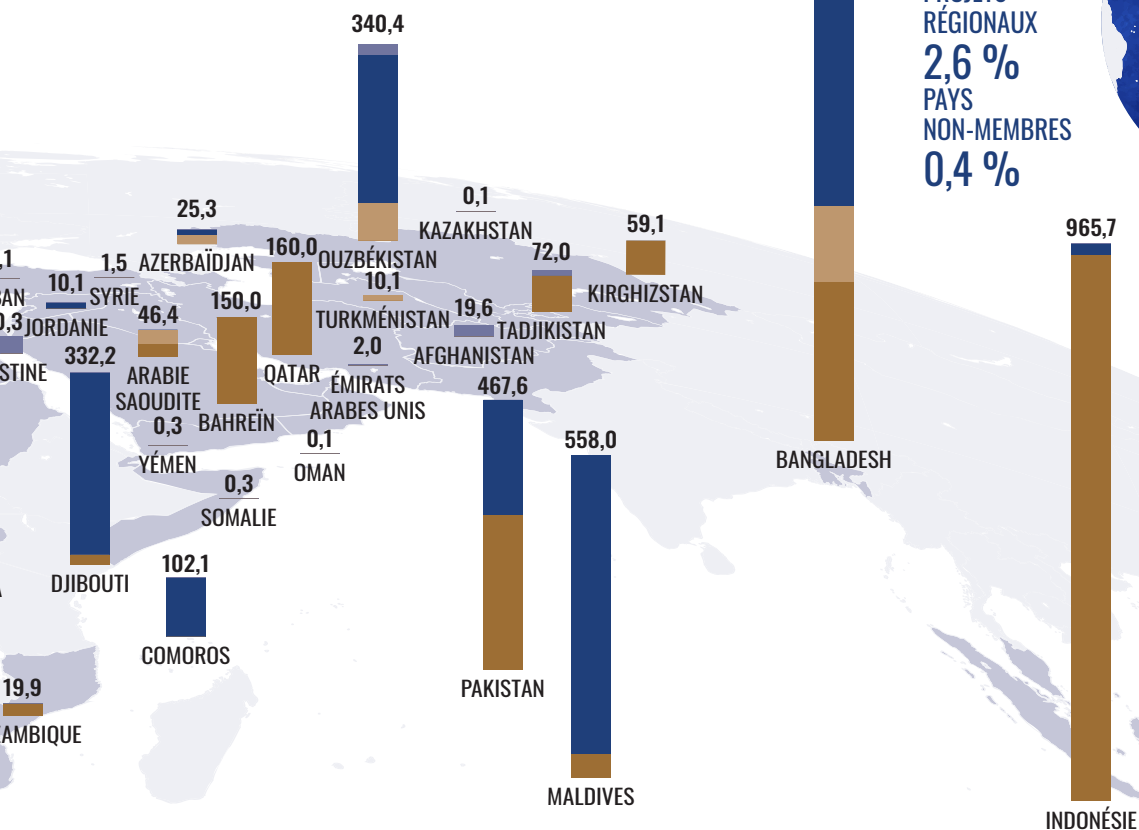 340,4
RÉGIONAUX
2,6 %
PAYS
NON-MEMBRES
0,4 %
0,1
KAZAKHSTAN
25,3
AZERBAÏDJAN
160,0
OUZBÉKISTAN
59,1
KIRGHIZSTAN
72,0
TADJIKISTAN
965,7
INDONÉSIE
1,5
SYRIE
10,1
JORDANIE
46,4
ARABIE
SAOUDITE
150,0
BAHREÏN
QATAR
10,1
TURKMÉNISTAN
19,6
AFGHANISTAN
2,0
ÉMIRATS
ARABES UNIS
332,2
DJIBOUTI
0,3
YÉMEN
0,1
OMAN
0,3
SOMALIE
467,6
PAKISTAN
558,0
MALDIVES
BANGLADESH
102,1
COMOROS
19,9
AMBIQUE